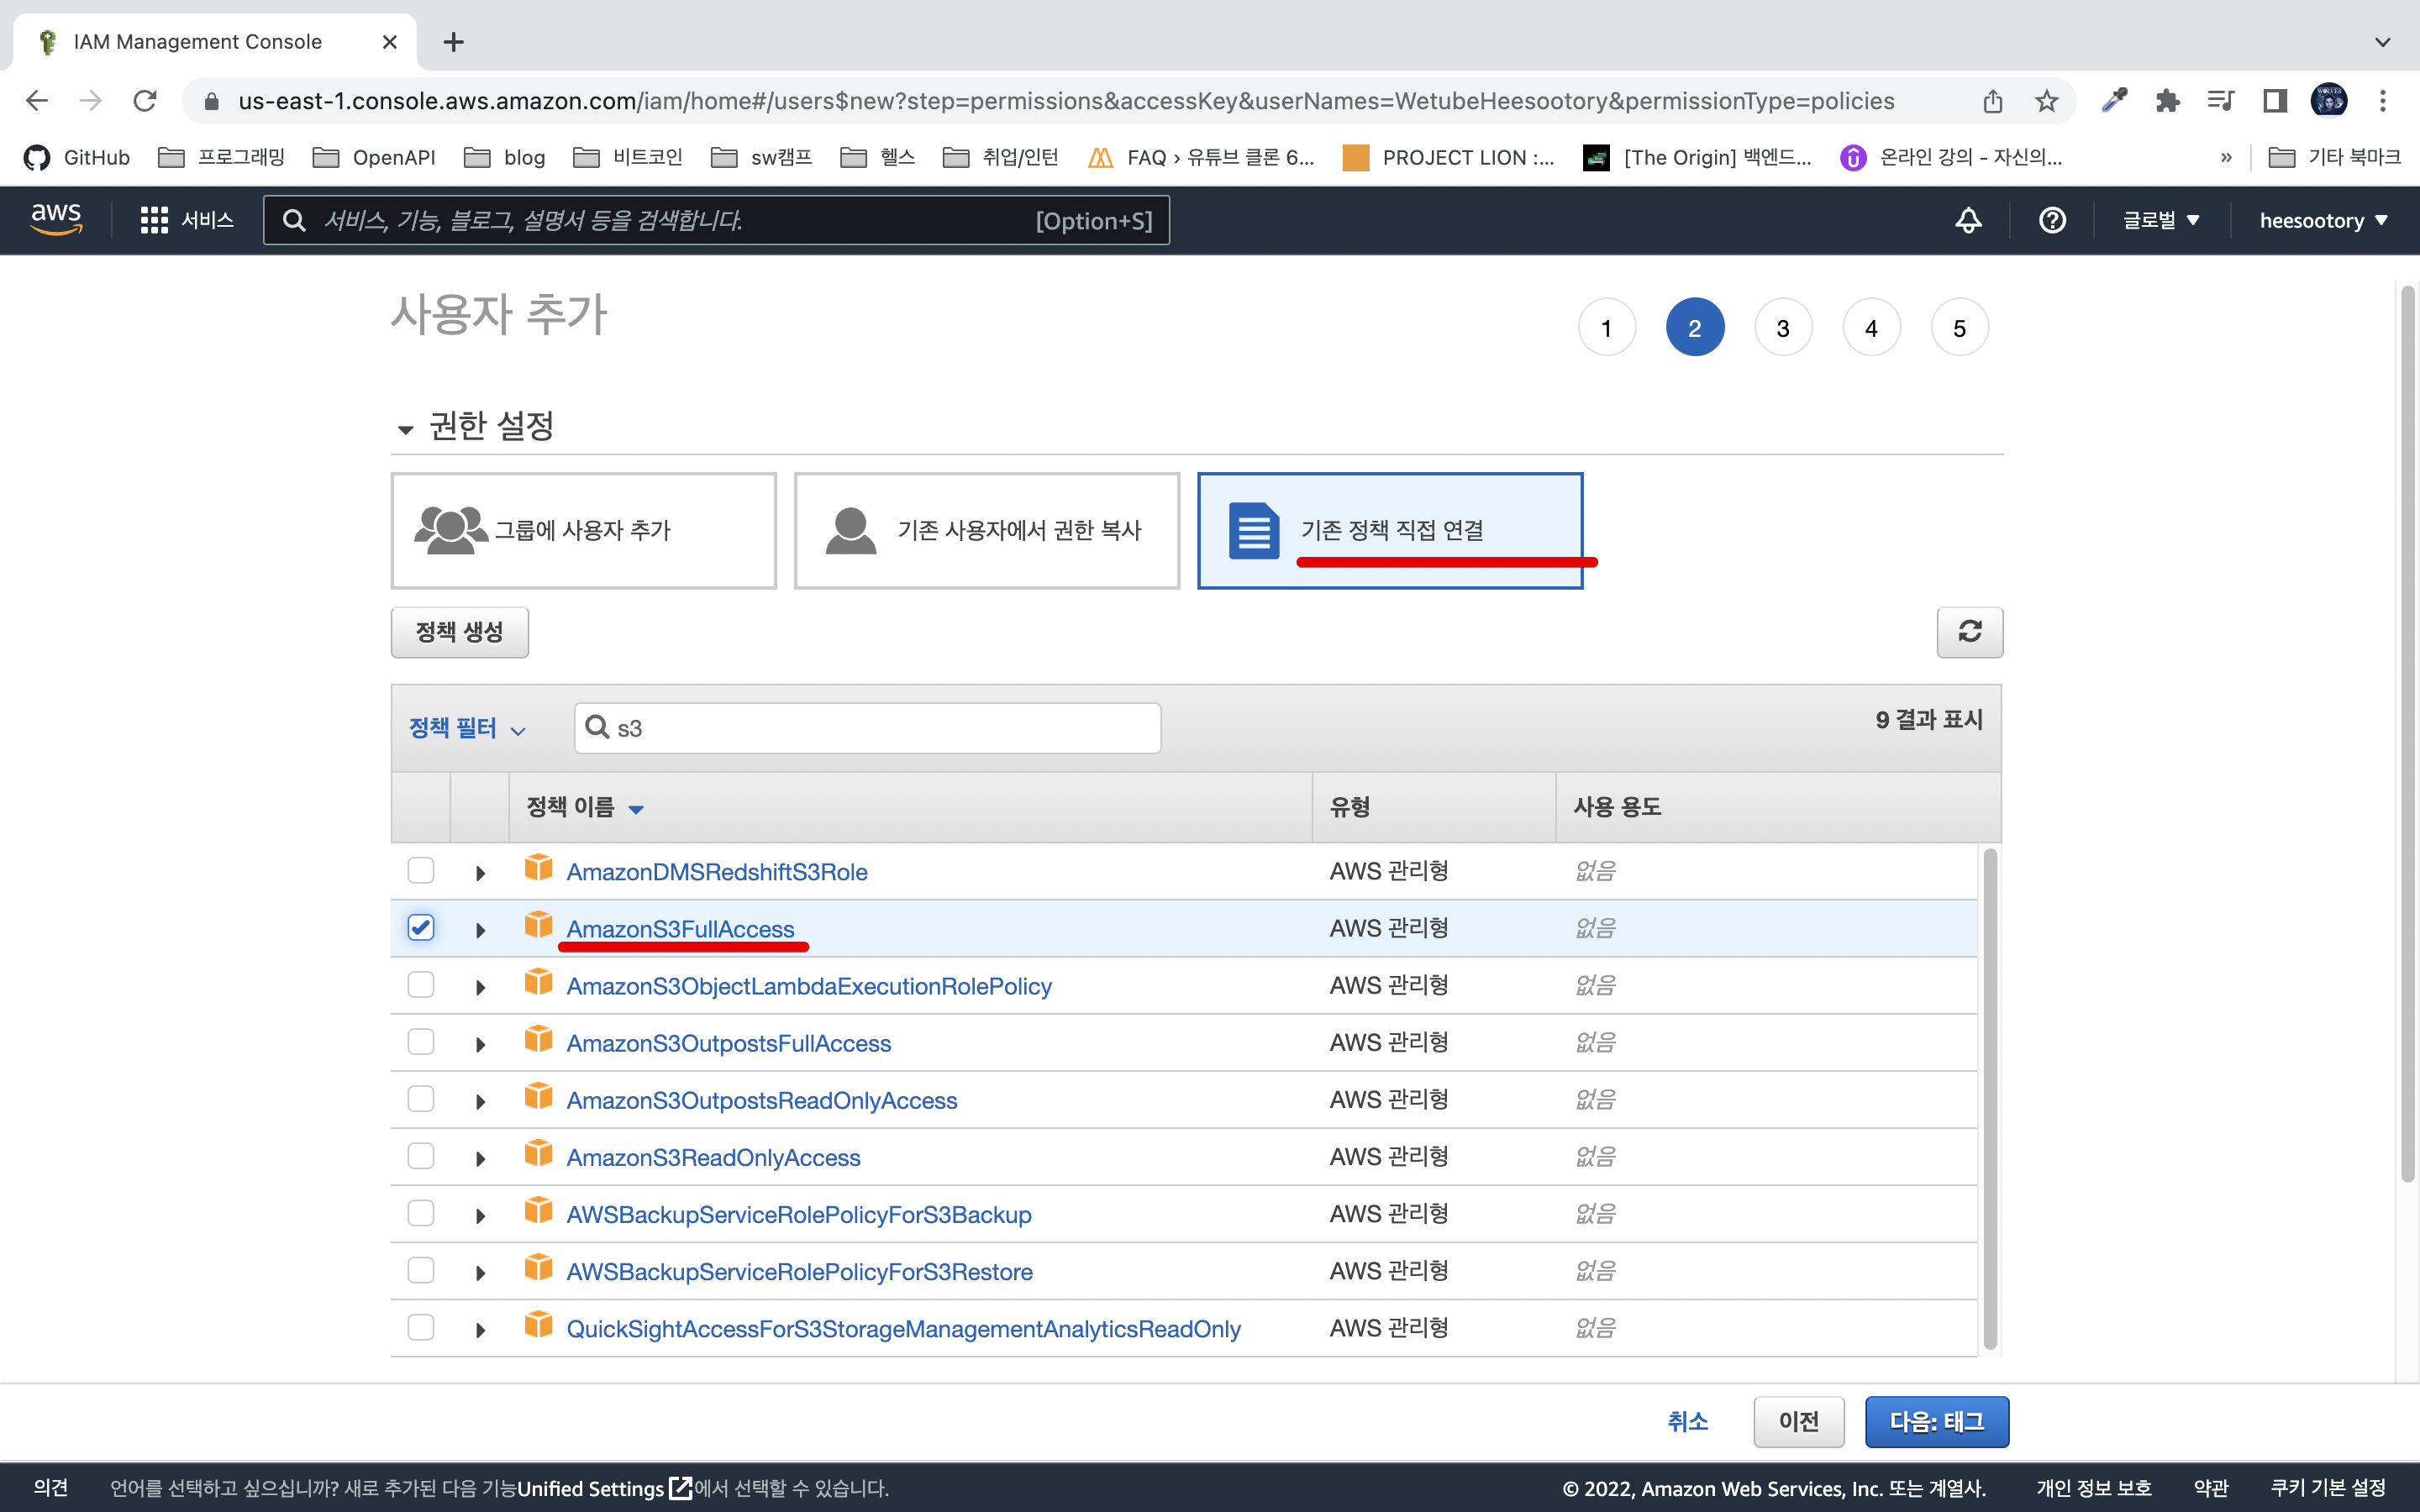 IAM Management Console
us-east-1.console.aws.amazon.com/iam/home#/users$new?step=permissions&accessKey&userNames=WetubeHeesootory&permissionType=policies
GitHub 프로그래밍 OpenAPI blog 비트코인 sw캠프 헬스 취업/인턴 FAQ › 유튜브 클론 6... PROJECT LION :... [The Origin] 백엔드... 온라인 강의 - 자신의... » 기타 북마크
aws 서비스 서비스, 기능, 블로그, 설명서 등을 검색합니다. [Option+S] 글로벌 heesootory
사용자 추가
1 2 3 4 5
권한 설정
그룹에 사용자 추가 기존 사용자에서 권한 복사 기존 정책 직접 연결
정책 생성
정책 필터 s3 9 결과 표시
정책 이름 유형 사용 용도
AmazonDMSRedshiftS3Role AWS 관리형 없음
AmazonS3FullAccess AWS 관리형 없음
AmazonS3ObjectLambdaExecutionRolePolicy AWS 관리형 없음
AmazonS3OutpostsFullAccess AWS 관리형 없음
AmazonS3OutpostsReadOnlyAccess AWS 관리형 없음
AmazonS3ReadOnlyAccess AWS 관리형 없음
AWSBackupServiceRolePolicyForS3Backup AWS 관리형 없음
AWSBackupServiceRolePolicyForS3Restore AWS 관리형 없음
QuickSightAccessForS3StorageManagementAnalyticsReadOnly AWS 관리형 없음
취소 이전 다음: 태그
의견 언어를 선택하고 싶으십니까? 새로 추가된 다음 기능Unified Settings에서 선택할 수 있습니다. © 2022, Amazon Web Services, Inc. 또는 계열사. 개인 정보 보호 약관 쿠키 기본 설정